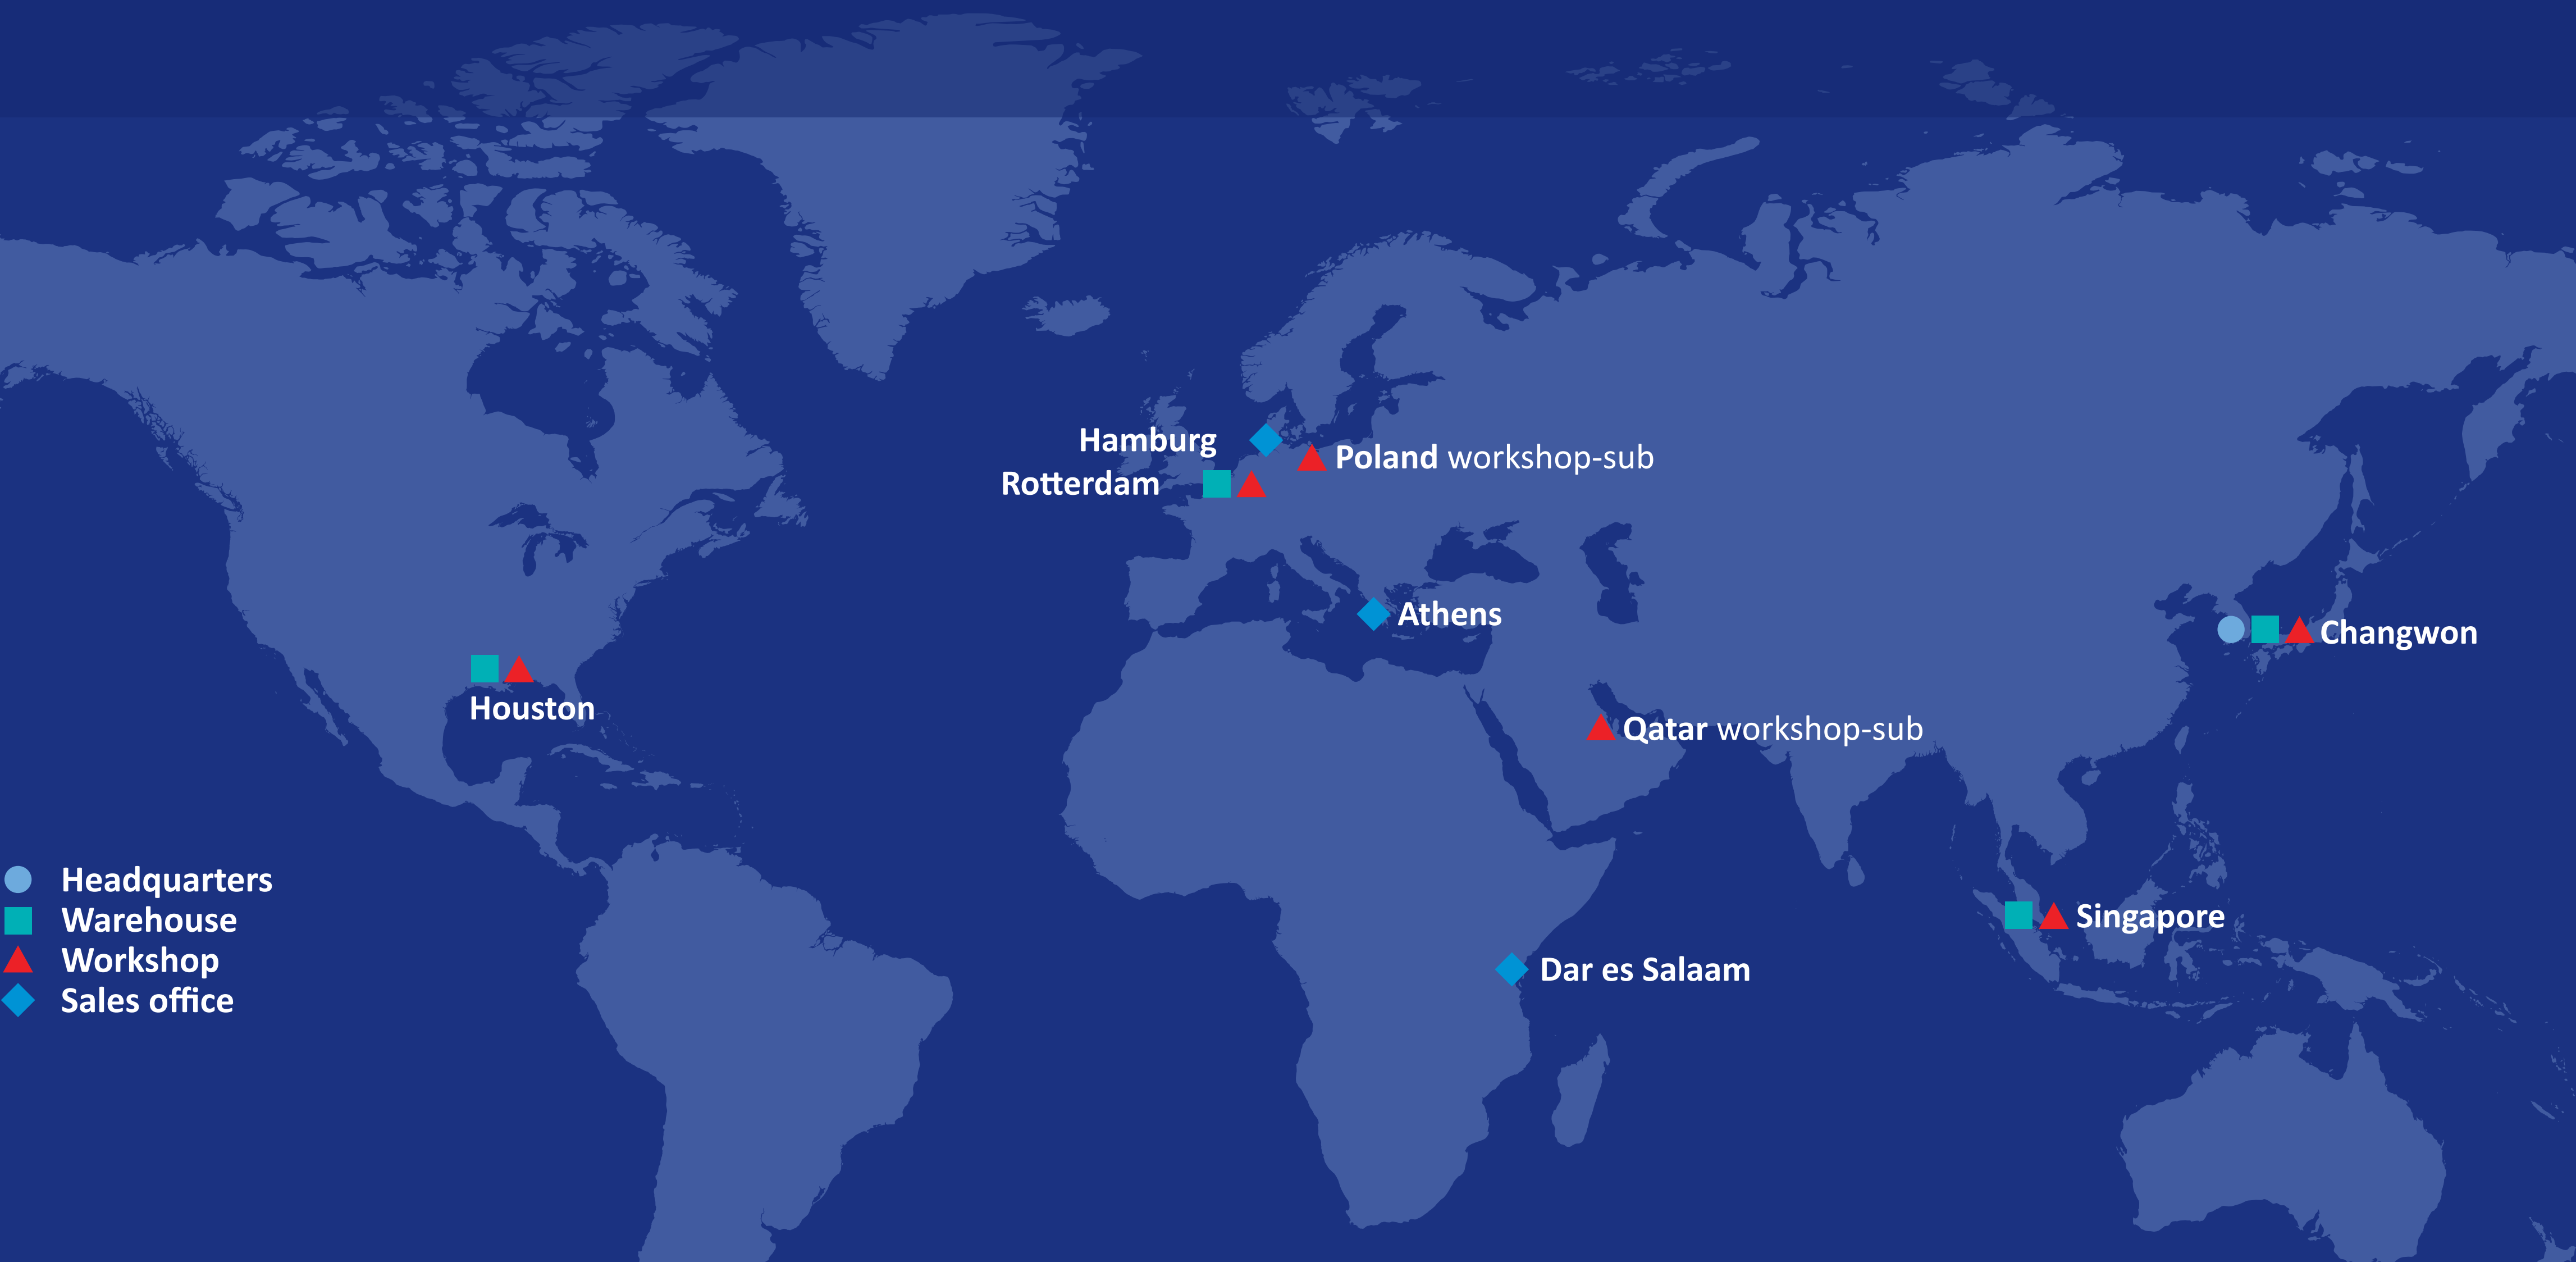 Hamburg
Poland workshop-sub
Rotterdam
Athens
Changwon
Houston
Qatar workshop-sub
Headquarters
Warehouse
Singapore
Workshop
Dar es Salaam
Sales office